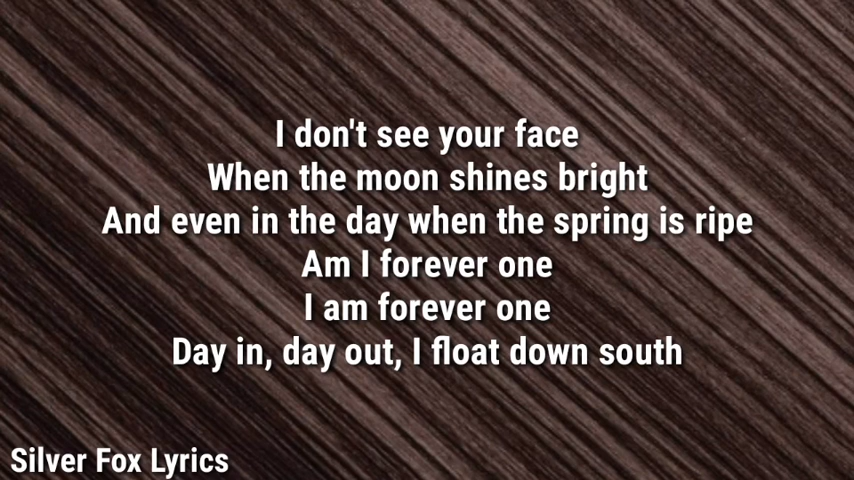 I don't see your face
When the moon shines bright
And even in the day when the spring is ripe
Am I forever one
I am forever one
Day in, day out, I float down south
Silver Fox Lyrics